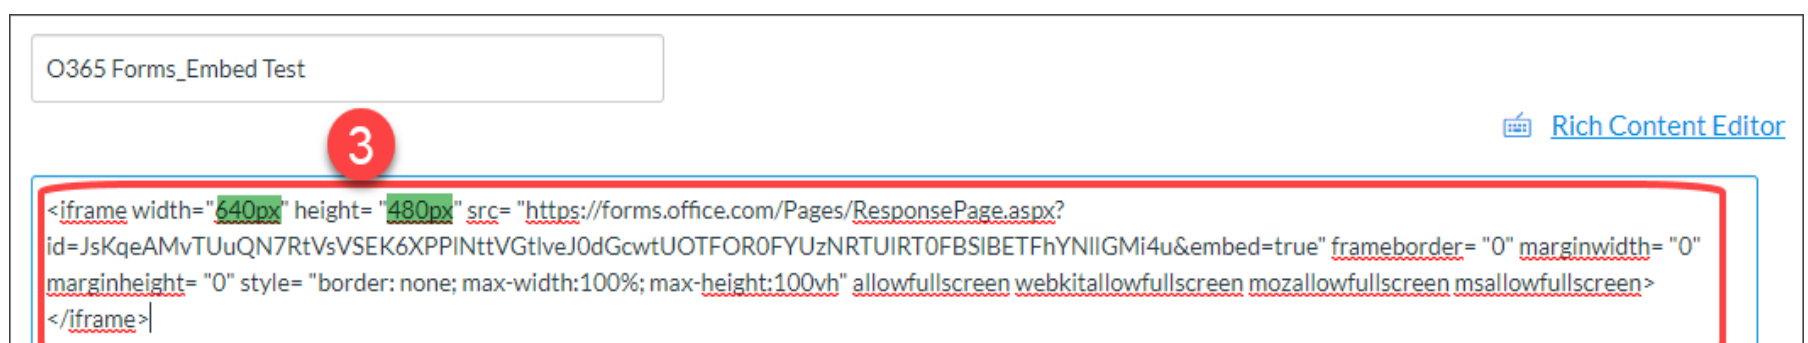 O365 Forms_Embed Test
3
Rich Content Editor
<iframe width="640px" height= "480px" src= "https://forms.office.com/Pages/ResponsePage.aspx?
id=JsKqeAMvTUuQN7RtVsVSEK6XPPlNttVGtIveJ0dGcwtUOTFOR0FYUzNRTUlRT0FBSlBETFhYNllGMi4u&embed=true" frameborder= "0" marginwidth= "0"
marginheight= "0" style= "border: none; max-width:100%; max-height:100vh" allowfullscreen webkitallowfullscreen mozallowfullscreen msallowfullscreen>
</iframe>